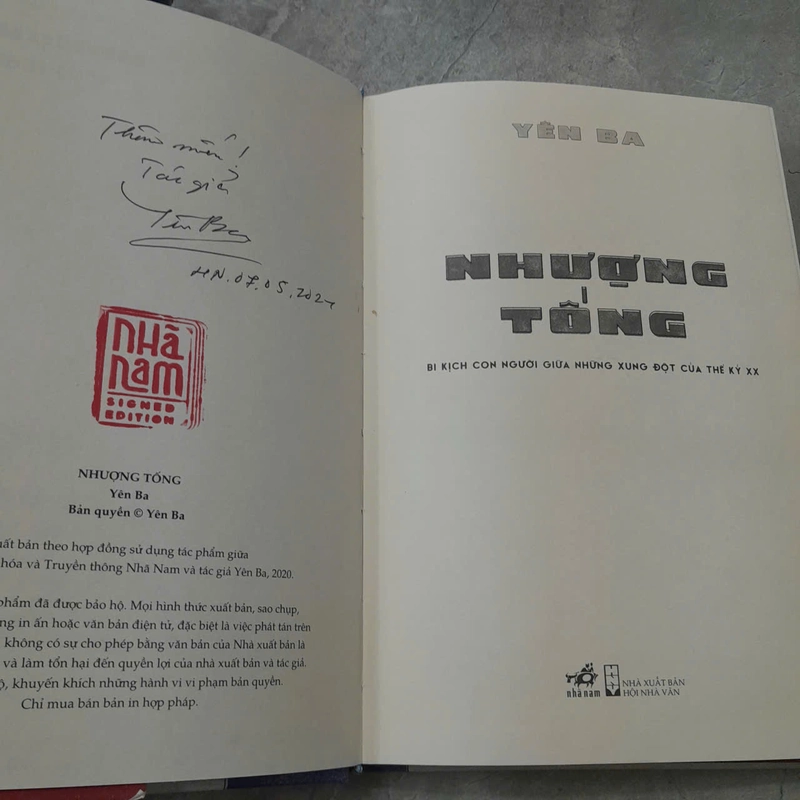 Thân mến!
Tác giả
Yên Ba
HN.07.05.202
nhã
nam
SIGNED
EDITION
NHƯỢNG TỐNG
Yên Ba
Bản quyền © Yên Ba
uất bản theo hợp đồng sử dụng tác phẩm giữa
hóa và Truyền thông Nhã Nam và tác giả Yên Ba, 2020.
phẩm đã được bảo hộ. Mọi hình thức xuất bản, sao chụp,
ng in ấn hoặc văn bản điện tử, đặc biệt là việc phát tán trên
không có sự cho phép bằng văn bản của Nhà xuất bản là
và làm tổn hại đến quyền lợi của nhà xuất bản và tác giả.
ộ, khuyến khích những hành vi vi phạm bản quyền.
Chỉ mua bán bản in hợp pháp.
YÊN BA
NHƯỢNG
TỐNG
BI KỊCH CON NGƯỜI GIỮA NHỮNG XUNG ĐỘT CỦA THẾ KỶ XX
nhã nam
NHÀ XUẤT BẢN
HỘI NHÀ VĂN